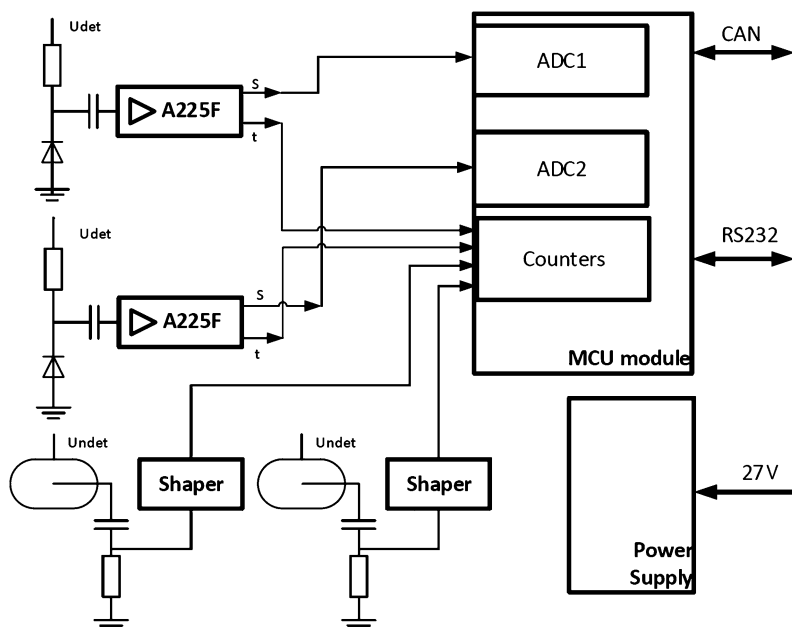 Udet
A225F
S
t
ADC1
CAN
ADC2
Udet
A225F
S
t
Counters
RS232
MCU module
Undet
Shaper
Undet
Shaper
27V
Power
Supply